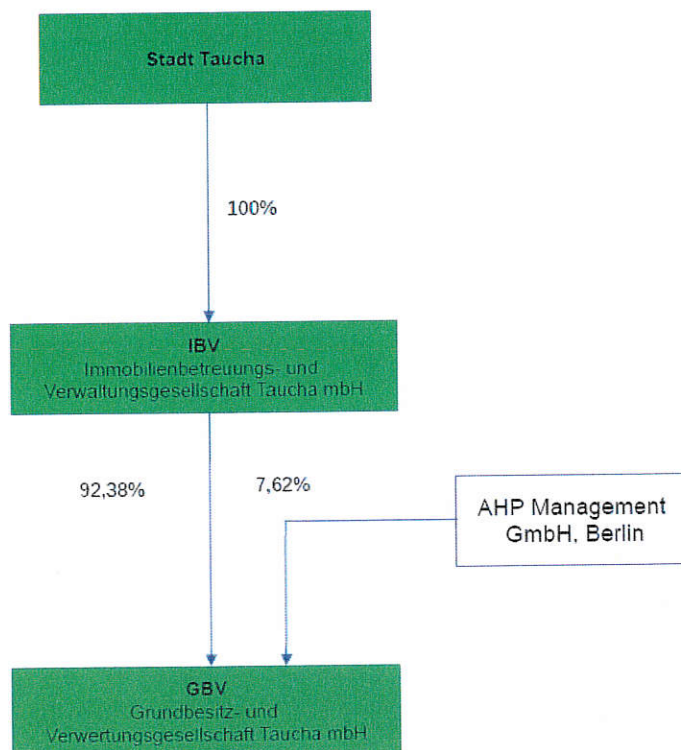 Stadt Taucha
100%
IBV
Immobilienbetreuungs- und
Verwaltungsgesellschaft Taucha mbH
92,38%
7,62%
AHP Management
GmbH, Berlin
GBV
Grundbesitz- und
Verwertungsgesellschaft Taucha mbH